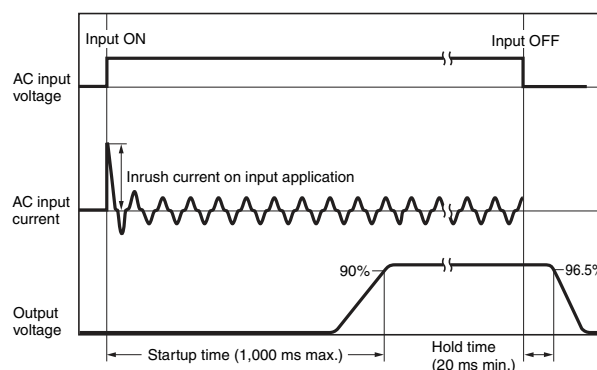 Input ON
Input OFF
AC input
voltage
Inrush current on input application
AC input
current
90%
96.5%
Output
voltage
Startup time (1,000 ms max.)
Hold time
(20 ms min.)